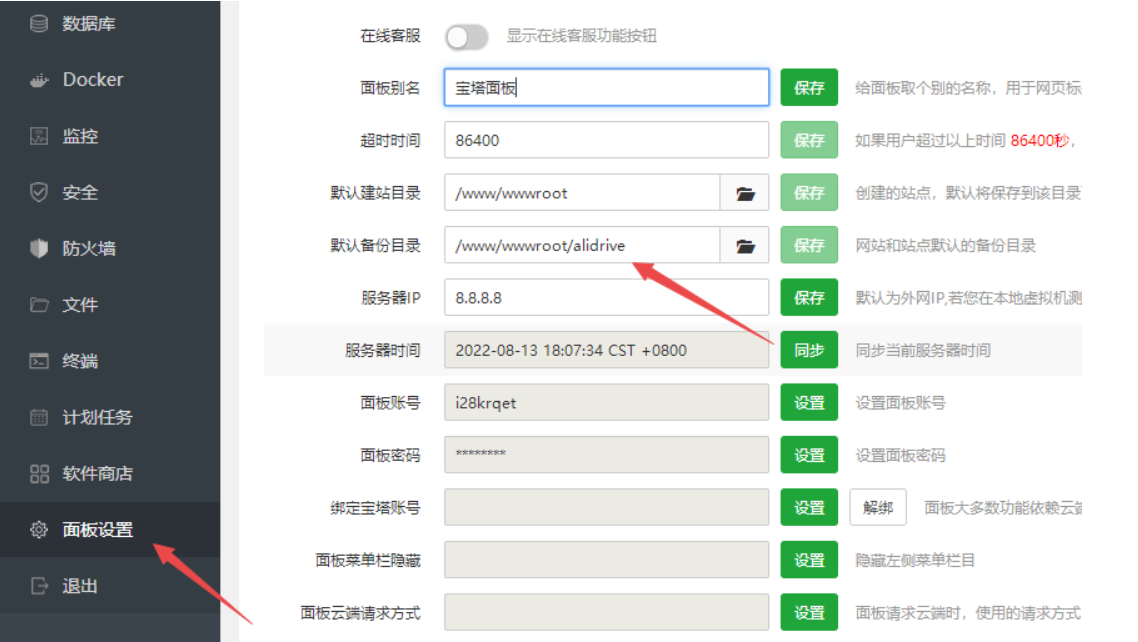 数据库
Docker
监控
安全
防火墙
文件
终端
计划任务
软件商店
面板设置
退出
在线客服 显示在线客服功能按钮
面板别名 宝塔面板 保存 给面板取个别的名称，用于网页标
超时时间 86400 保存 如果用户超过以上时间 86400秒，
默认建站目录 /www/wwwroot 保存 创建的站点，默认将保存到该目录
默认备份目录 /www/wwwroot/alidrive 保存 网站和站点默认的备份目录
服务器IP 8.8.8.8 保存 默认为外网IP,若您在本地虚拟机测
服务器时间 2022-08-13 18:07:34 CST +0800 同步 同步当前服务器时间
面板账号 i28krqet 设置 设置面板账号
面板密码 ******** 设置 设置面板密码
绑定宝塔账号 设置 解绑 面板大多数功能依赖云端
面板菜单栏隐藏 设置 隐藏左侧菜单栏目
面板云端请求方式 设置 面板请求云端时，使用的请求方式